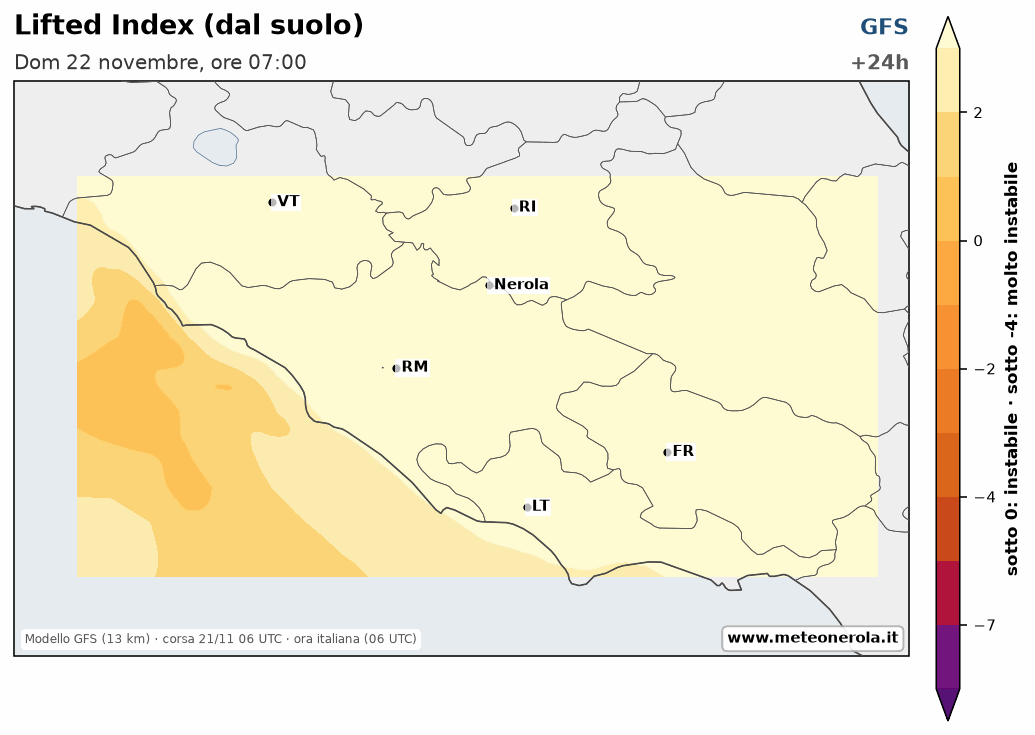 Lifted Index (dal suolo)
GFS
Dom 22 novembre, ore 07:00
+24h
VT
RI
Nerola
RM
FR
LT
2
0
−2
−4
−7
sotto 0: instabile · sotto -4: molto instabile
Modello GFS (13 km) · corsa 21/11 06 UTC · ora italiana (06 UTC)
www.meteonerola.it